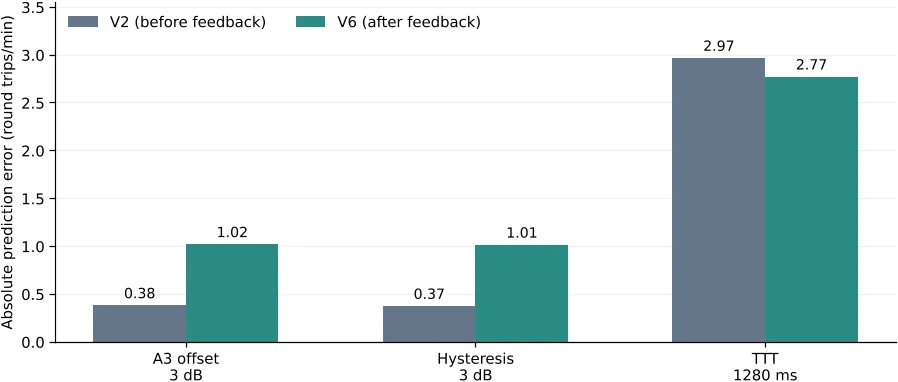 V2 (before feedback)
V6 (after feedback)
Absolute prediction error (round trips/min)
3.5
3.0
2.5
2.0
1.5
1.0
0.5
0.0
0.38
1.02
0.37
1.01
2.97
2.77
A3 offset
3 dB
Hysteresis
3 dB
TTT
1280 ms